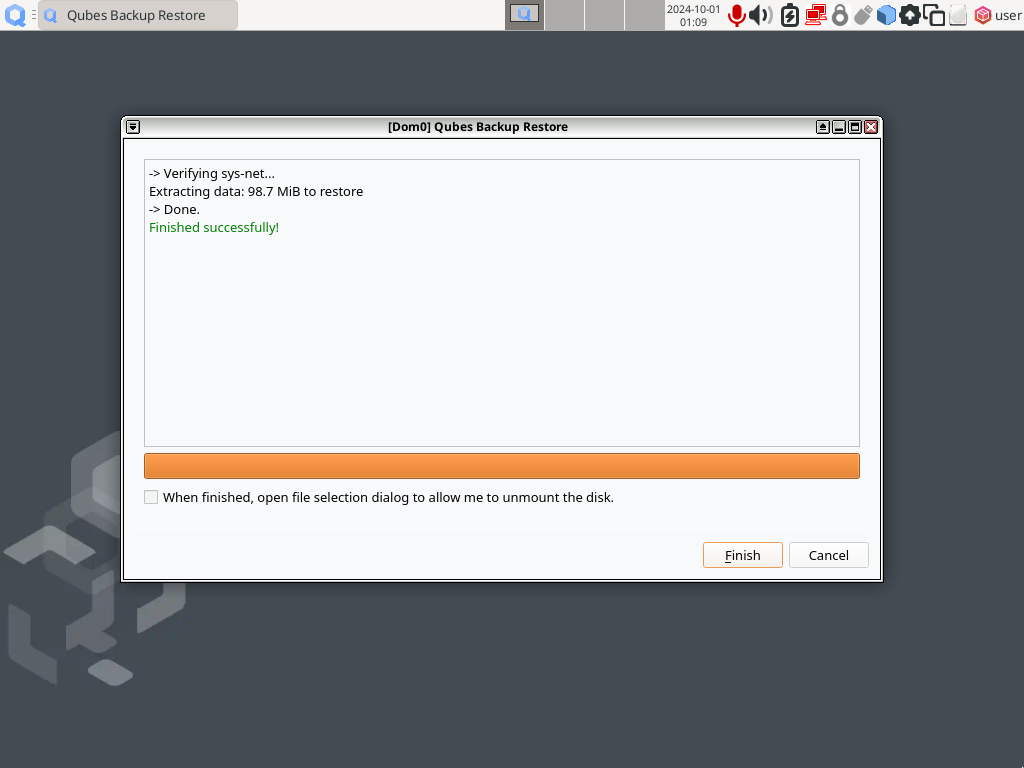 Qubes Backup Restore
2024-10-01
01:09
user
[Dom0] Qubes Backup Restore
-> Verifying sys-net...
Extracting data: 98.7 MiB to restore
-> Done.
Finished successfully!
When finished, open file selection dialog to allow me to unmount the disk.
Finish
Cancel